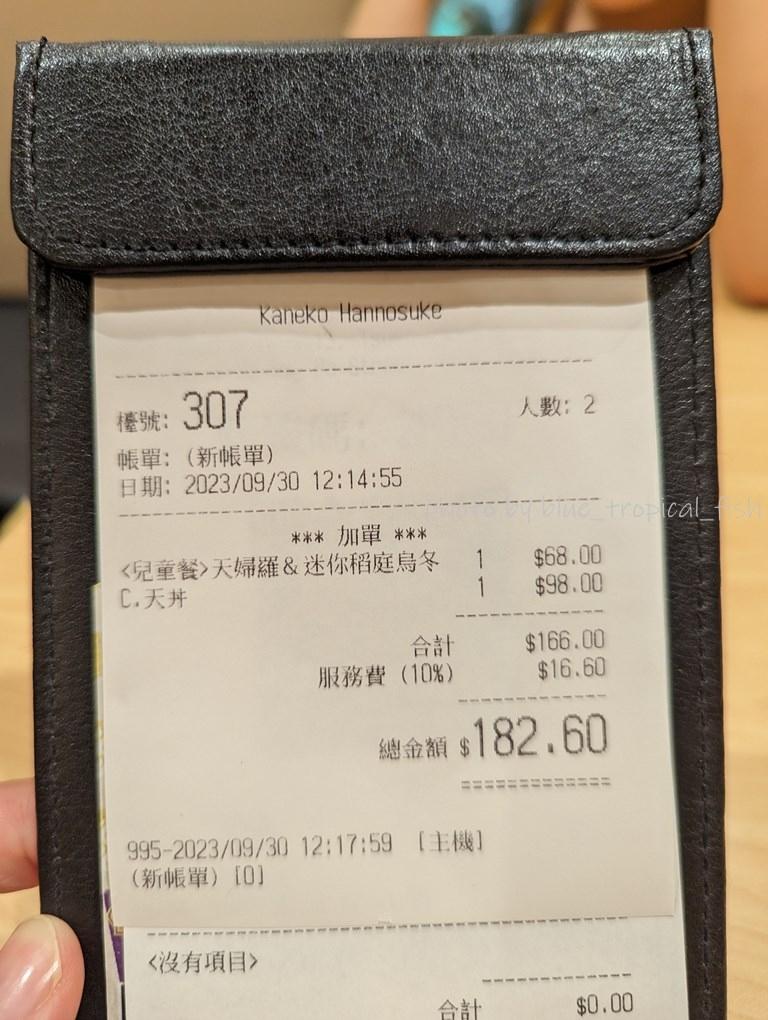 Kaneko Hannosuke
檯號: 307 人數: 2
帳單: (新帳單)
日期: 2023/09/30 12:14:55
*** 加單 ***
<兒童餐>天婦羅&迷你稻庭烏冬 1 $68.00
C.天丼 1 $98.00
合計 $166.00
服務費 (10%) $16.60
總金額 $182.60
995-2023/09/30 12:17:59 [主機]
(新帳單) [0]
<沒有項目>
合計 $0.00
photo by blue_tropical_fish